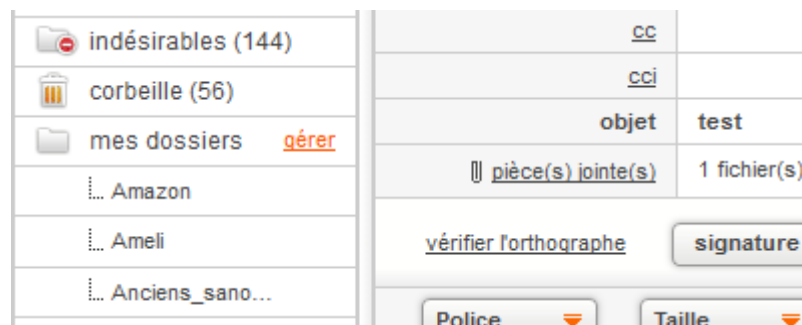 indésirables (144)
corbeille (56)
mes dossiers gérer
Amazon
Ameli
Anciens_sano...
cc
cci
objet test
pièce(s) jointe(s) 1 fichier(s)
vérifier l'orthographe signature
Police Taille